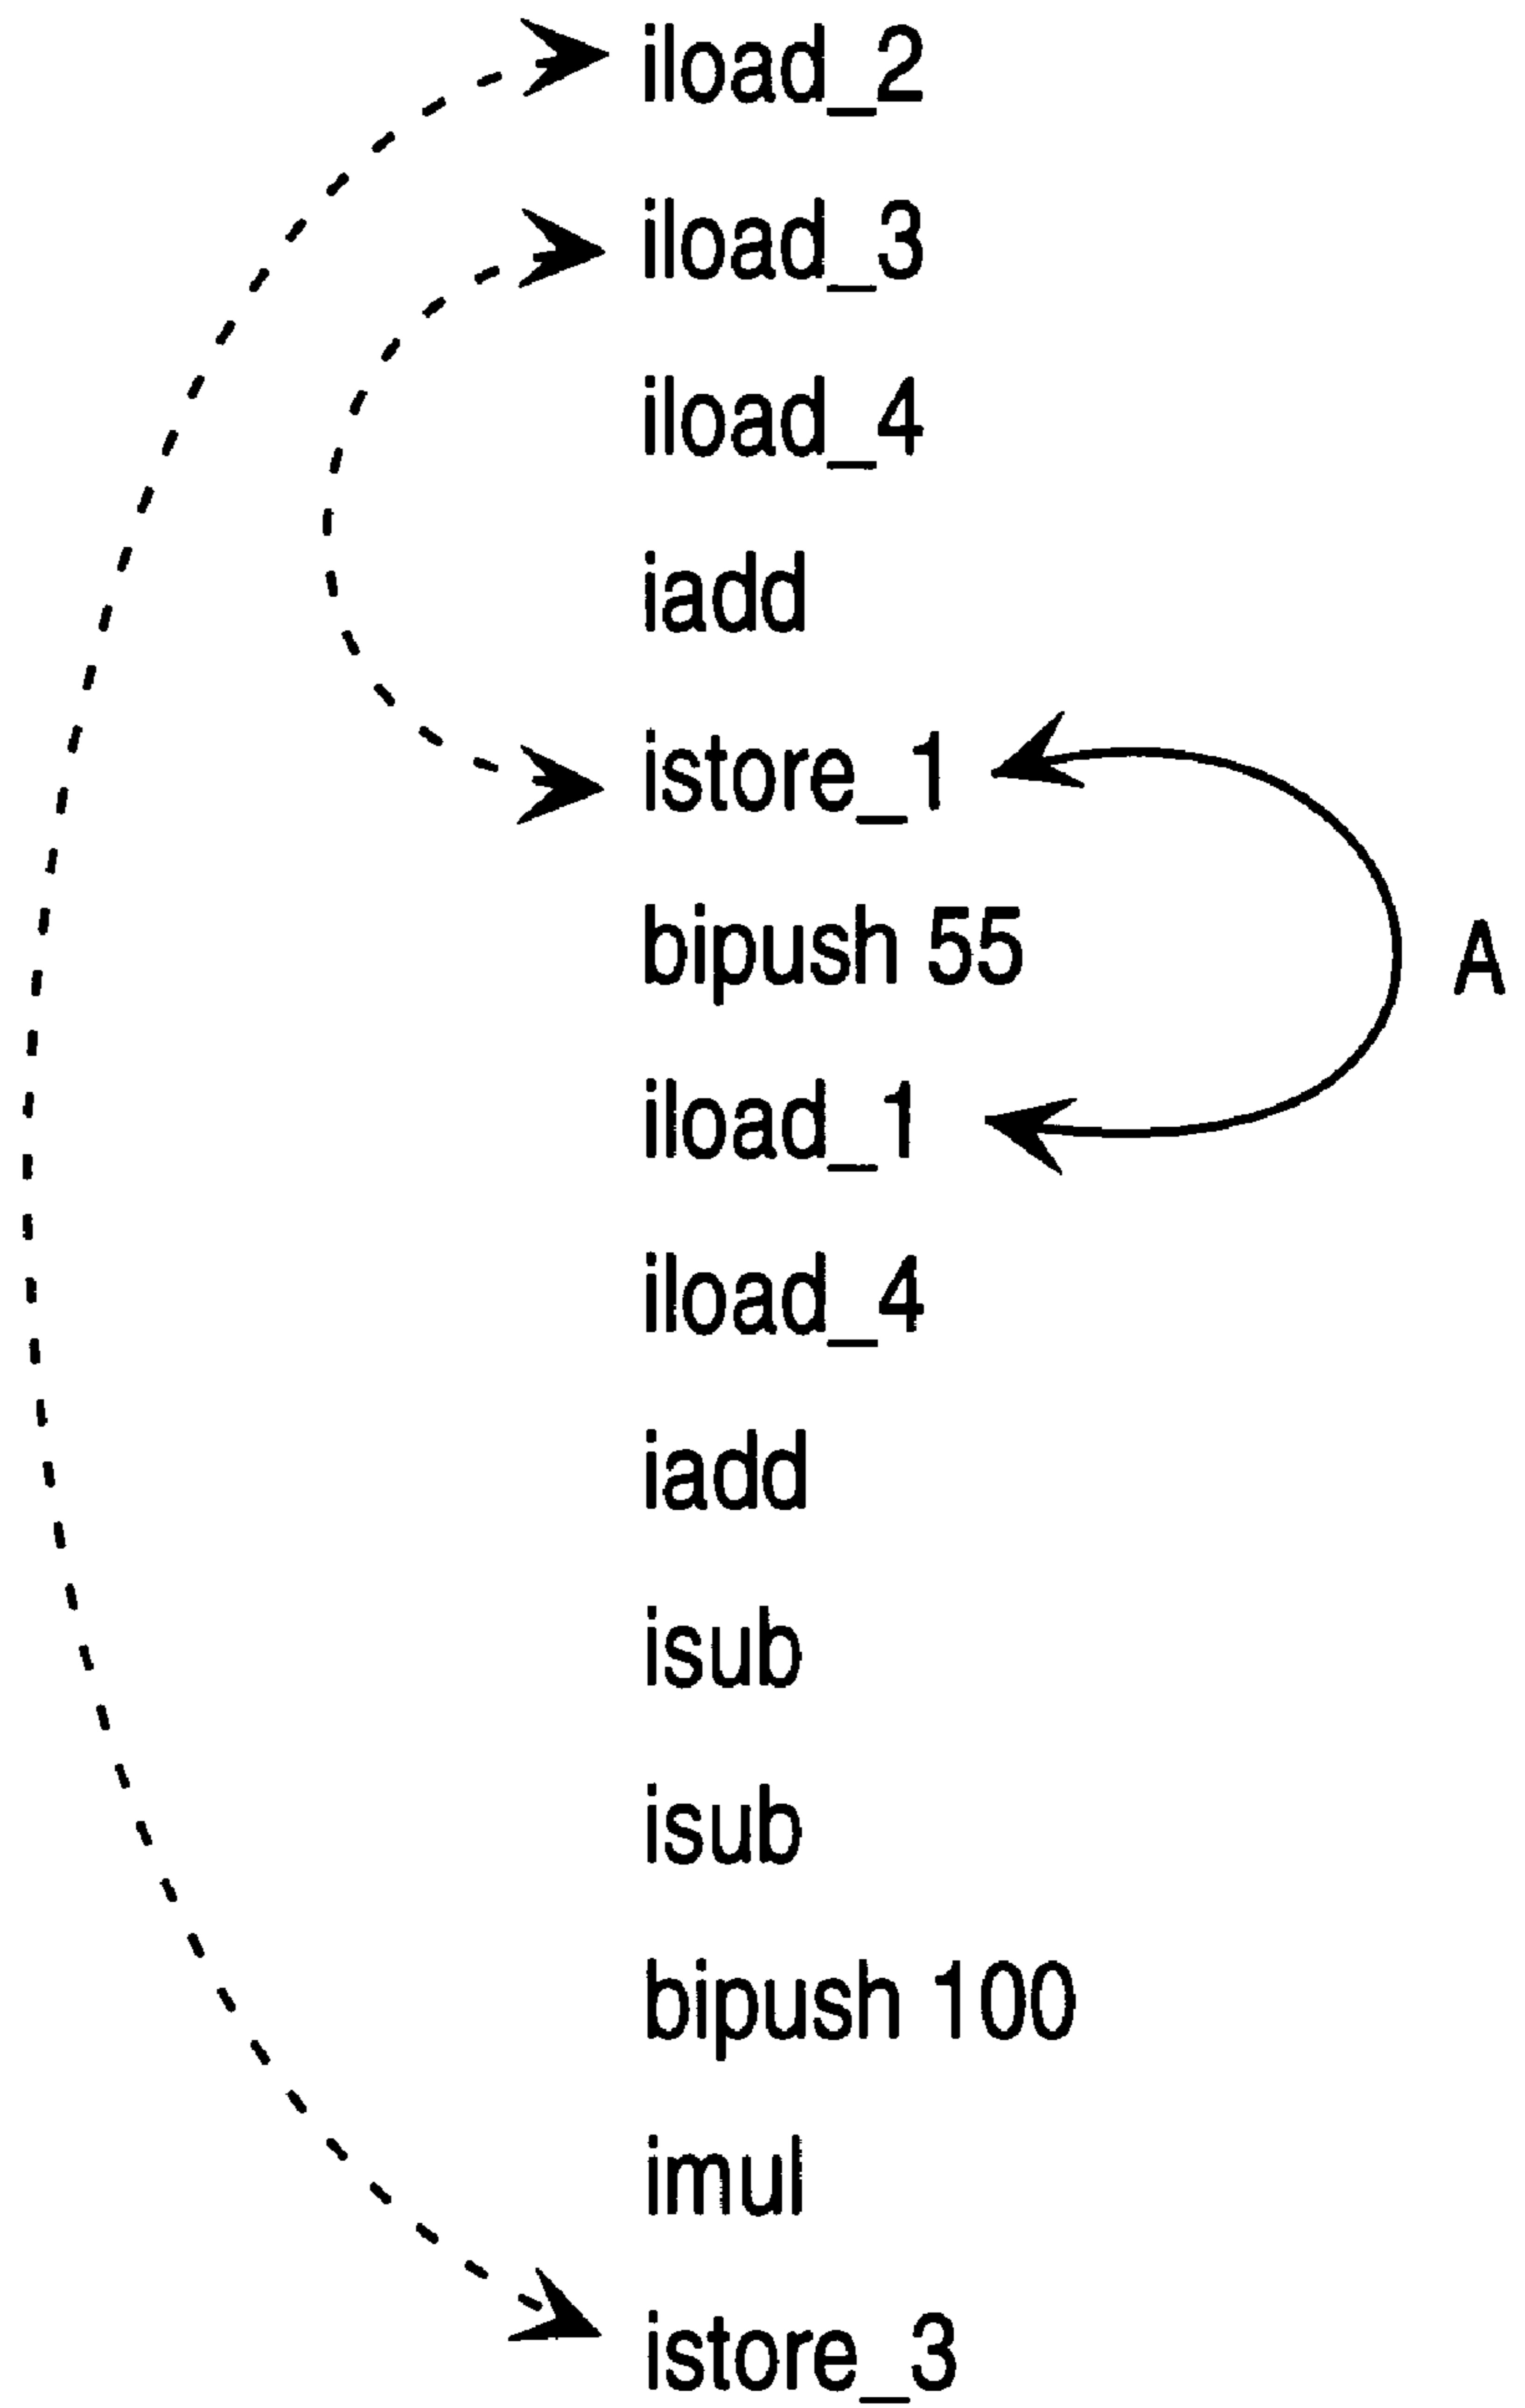 iload_2
iload_3
iload_4
iadd
istore_1
bipush 55
A
iload_1
iload_4
iadd
isub
isub
bipush 100
imul
istore_3